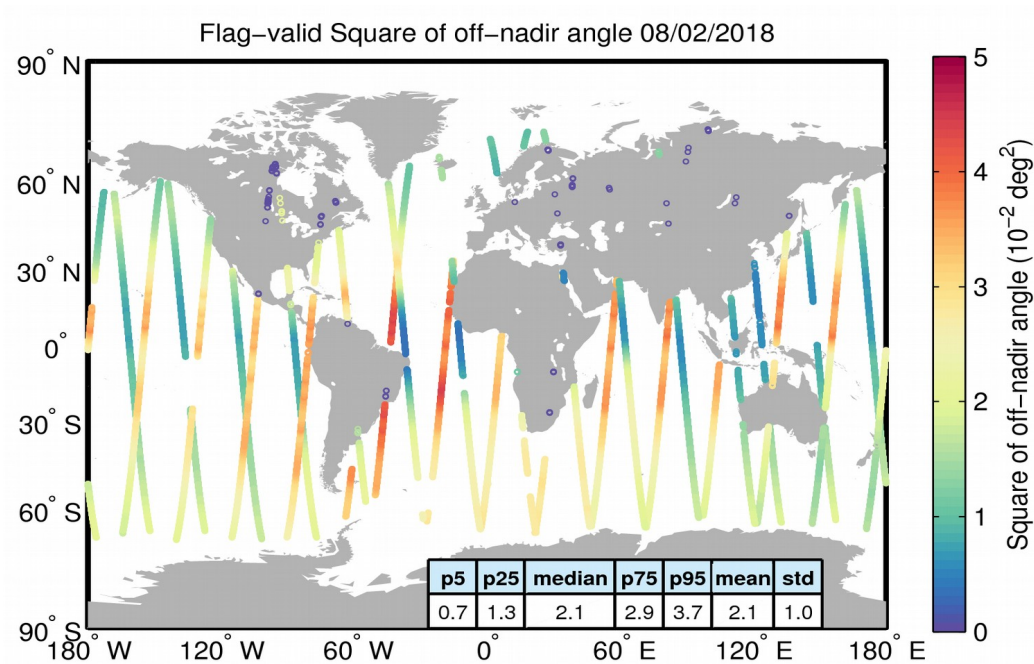 Flag−valid Square of off−nadir angle 08/02/2018
90° N
60° N
30° N
0°
30° S
60° S
90° S
180° W
120° W
60° W
0°
60° E
120° E
180° E
5
4
3
2
1
0
Square of off−nadir angle (10⁻² deg²)
p5 p25 median p75 p95 mean std
0.7 1.3 2.1 2.9 3.7 2.1 1.0